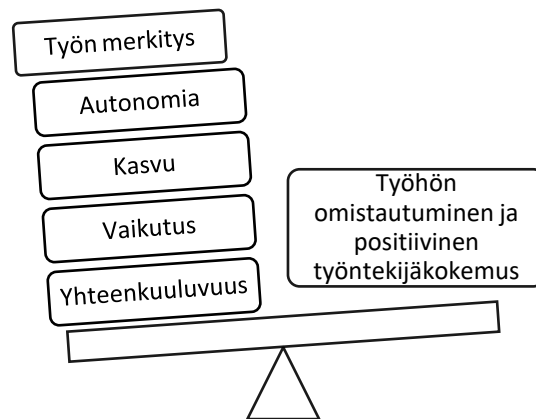 Työn merkitys
Autonomia
Kasvu
Vaikutus
Yhteenkuuluvuus
Työhön
omistautuminen ja
positiivinen
työntekijäkokemus